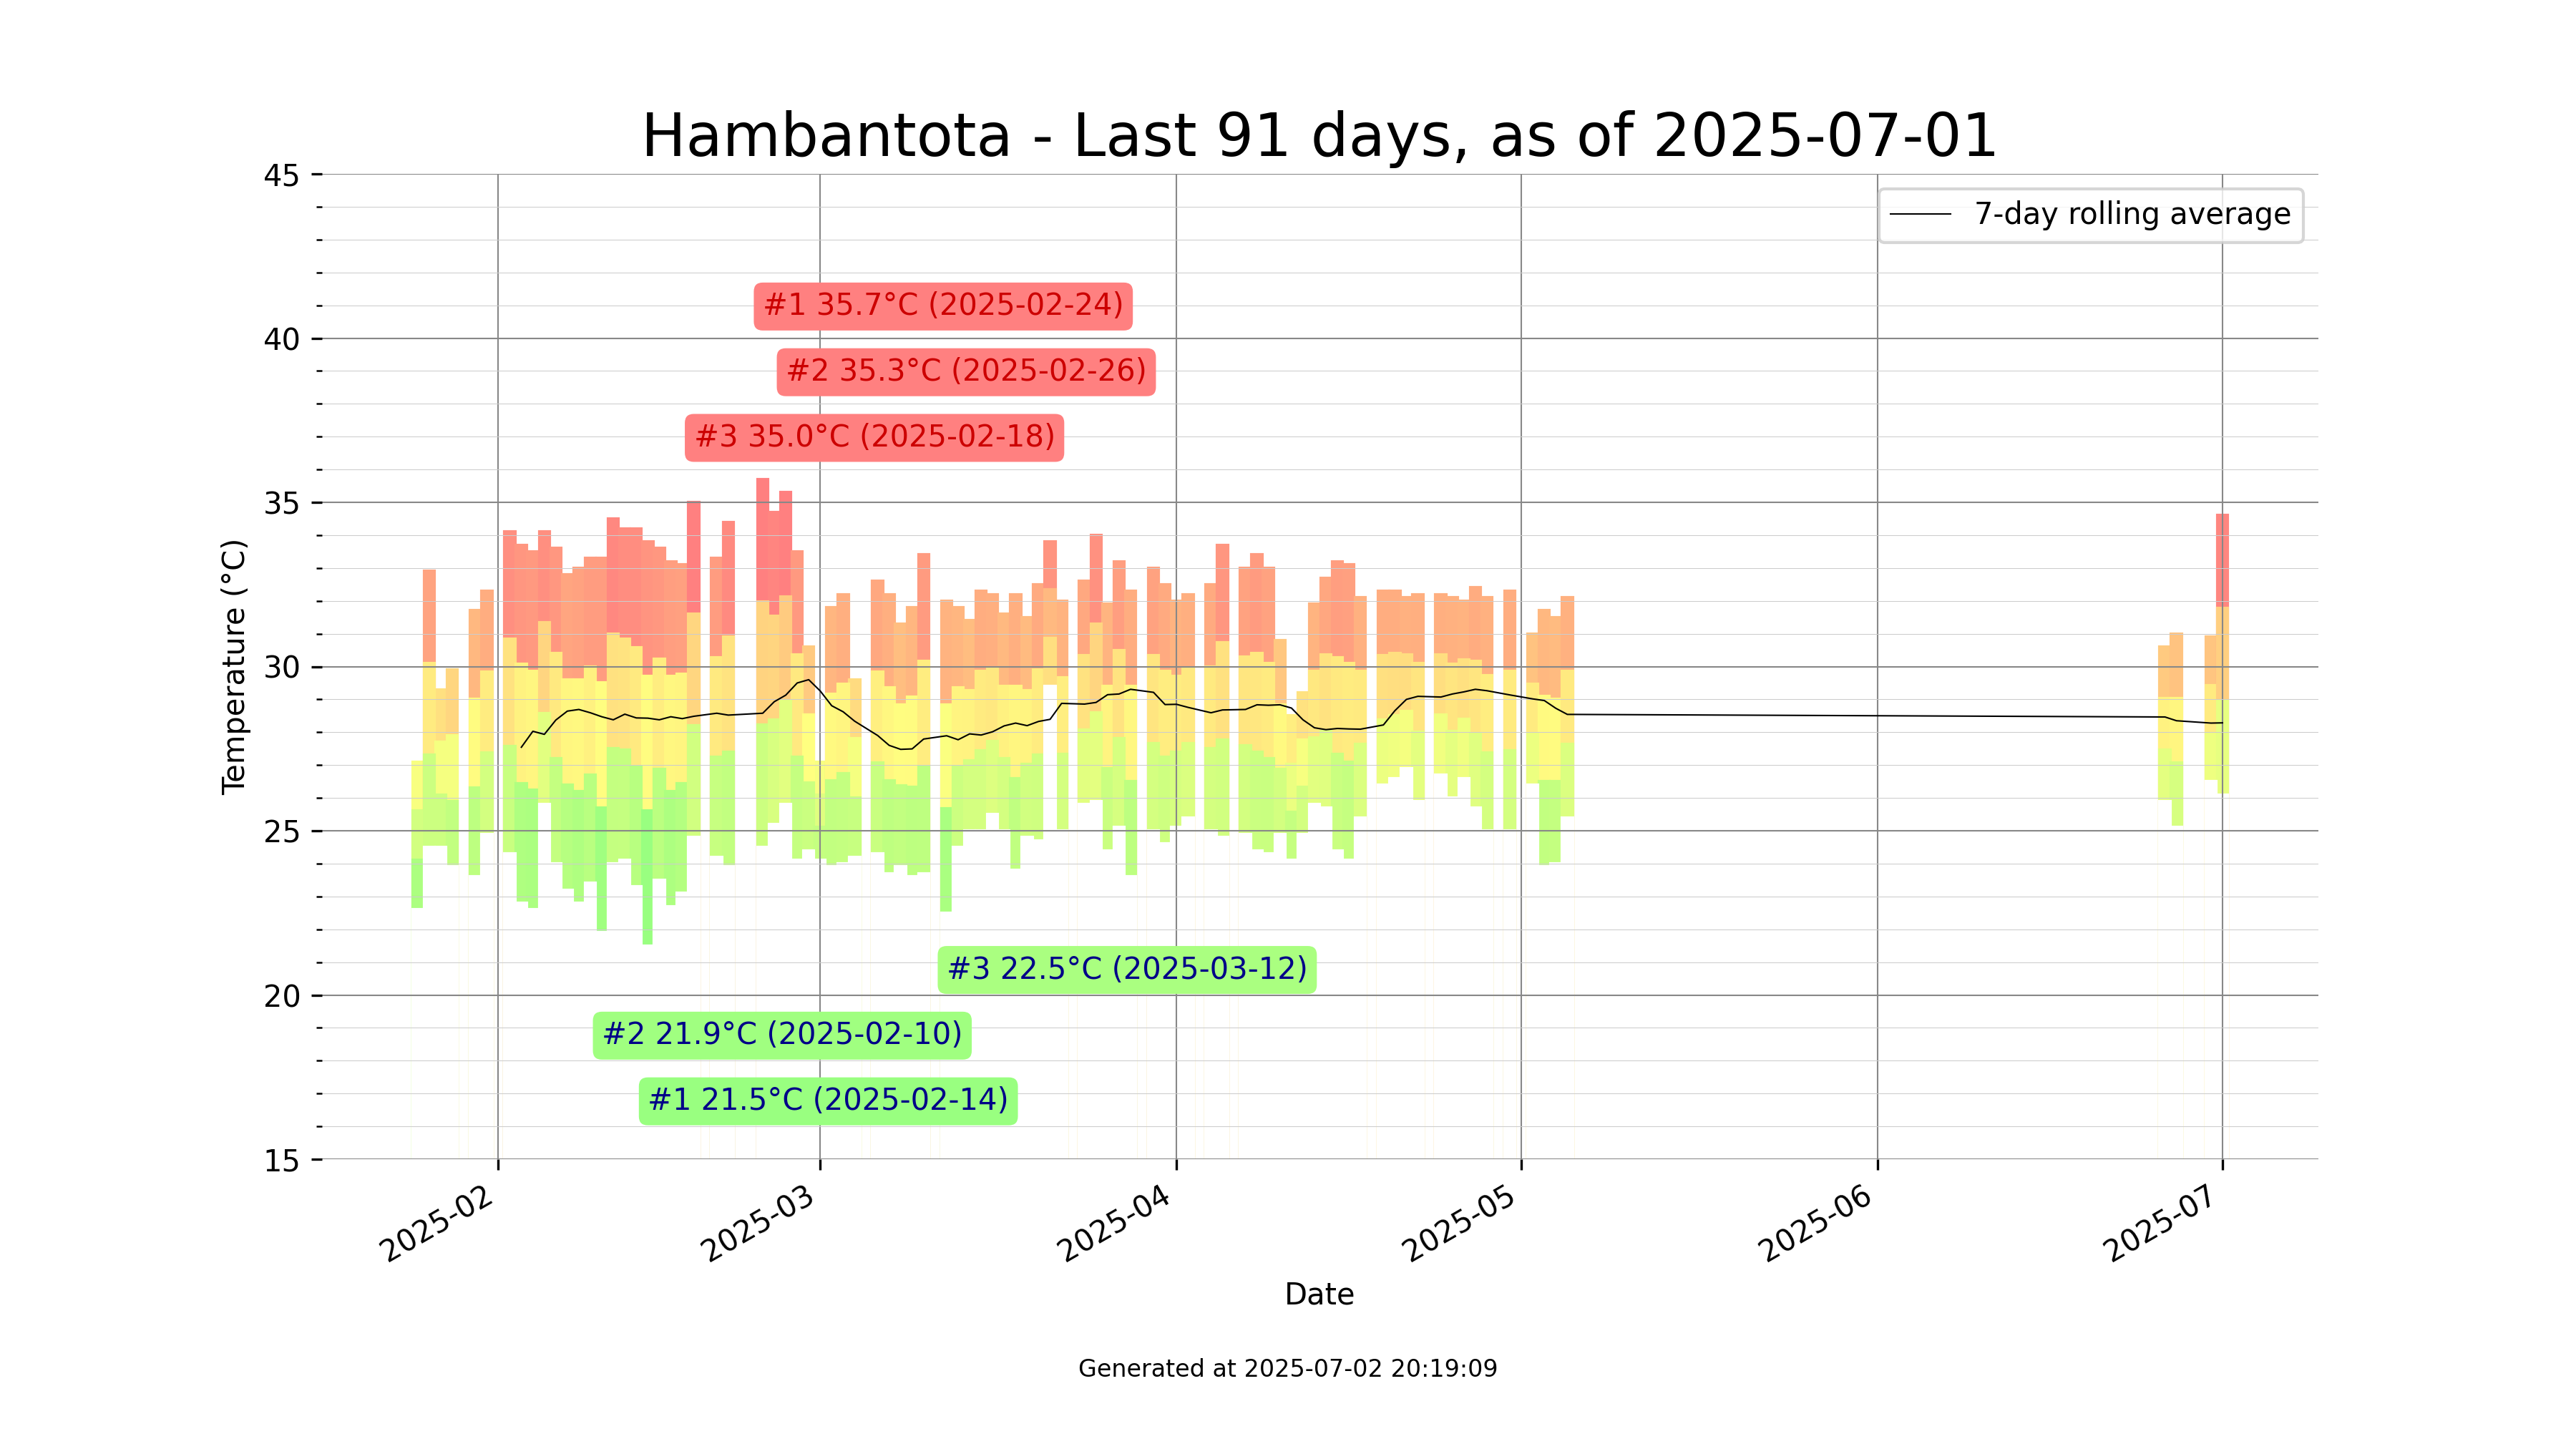 Hambantota - Last 91 days, as of 2025-07-01
45
7-day rolling average
#1 35.7°C (2025-02-24)
40
#2 35.3°C (2025-02-26)
#3 35.0°C (2025-02-18)
35
Temperature (°C)
30
25
#3 22.5°C (2025-03-12)
20
#2 21.9°C (2025-02-10)
#1 21.5°C (2025-02-14)
15
2025-02
2025-03
2025-04
2025-05
2025-06
2025-07
Date
Generated at 2025-07-02 20:19:09